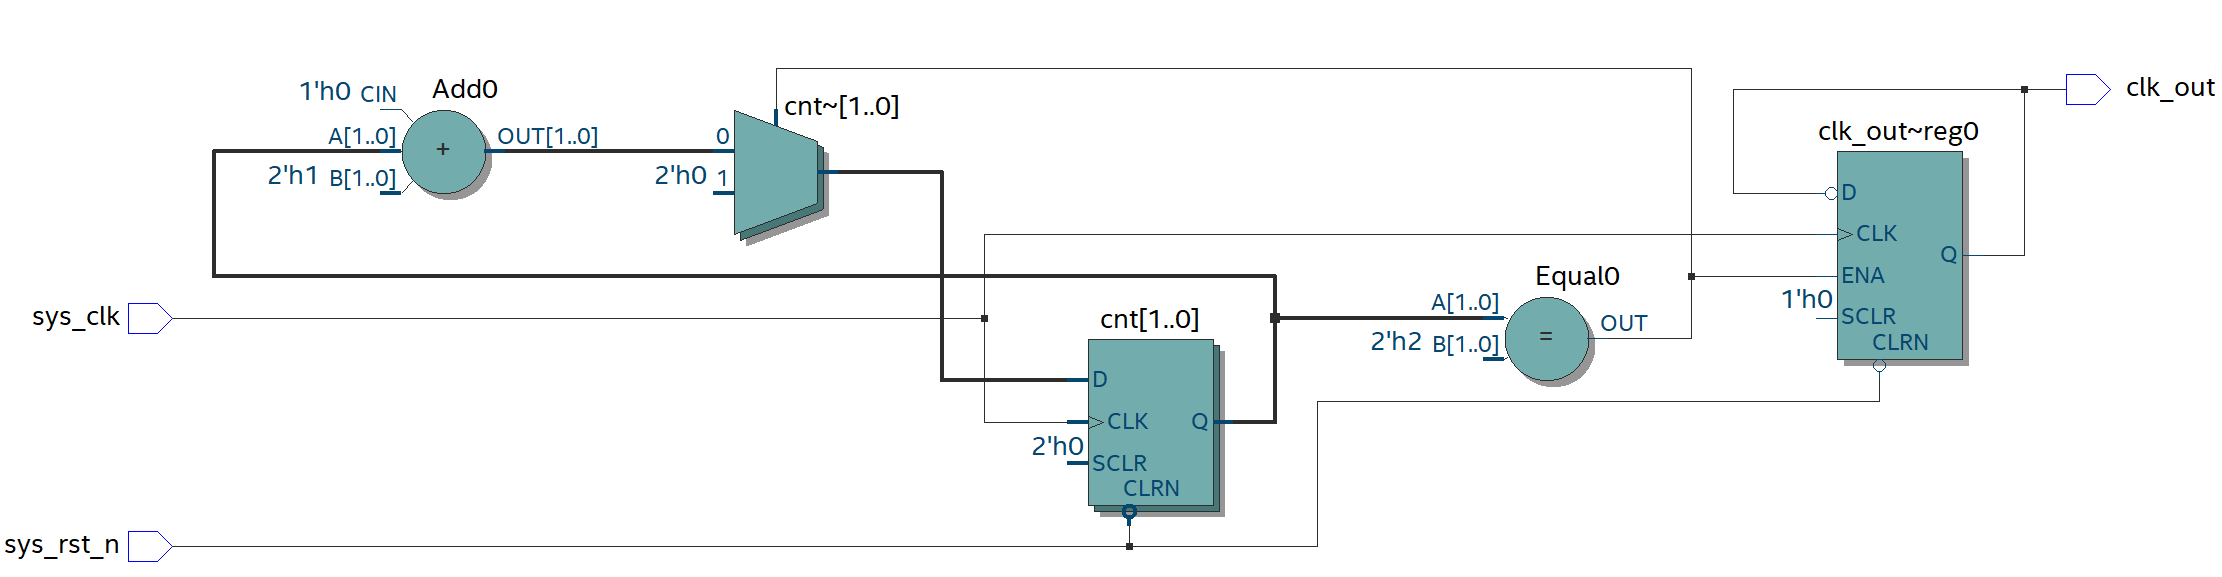 Add0
1'h0 CIN
A[1..0]
+
OUT[1..0]
2'h1 B[1..0]
cnt~[1..0]
0
2'h0 1
sys_clk
cnt[1..0]
D
CLK
Q
2'h0
SCLR
CLRN
sys_rst_n
Equal0
A[1..0]
=
OUT
2'h2 B[1..0]
clk_out~reg0
D
CLK
Q
ENA
1'h0
SCLR
CLRN
clk_out